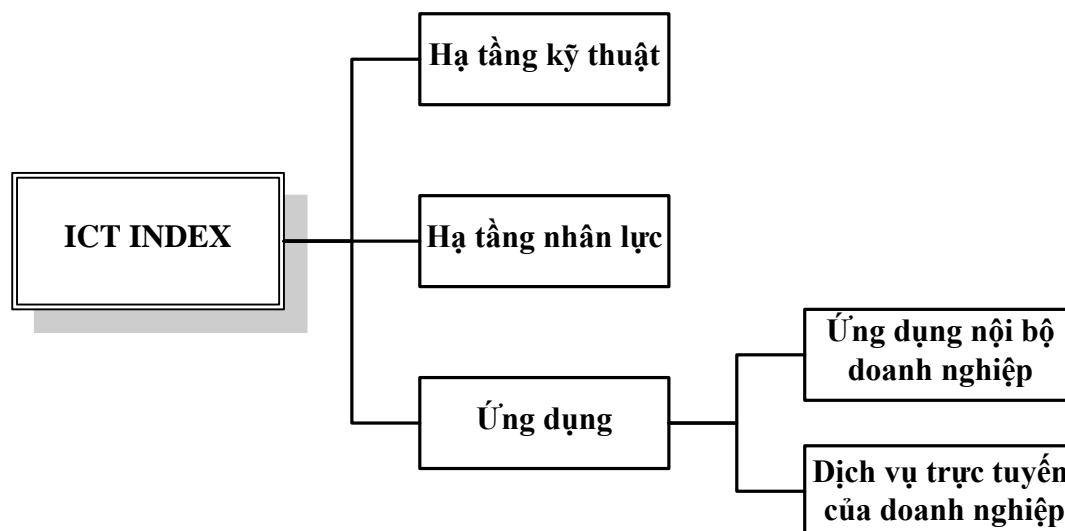 Hạ tầng kỹ thuật
ICT INDEX
Hạ tầng nhân lực
Ứng dụng
Ứng dụng nội bộ
doanh nghiệp
Dịch vụ trực tuyến
của doanh nghiệp